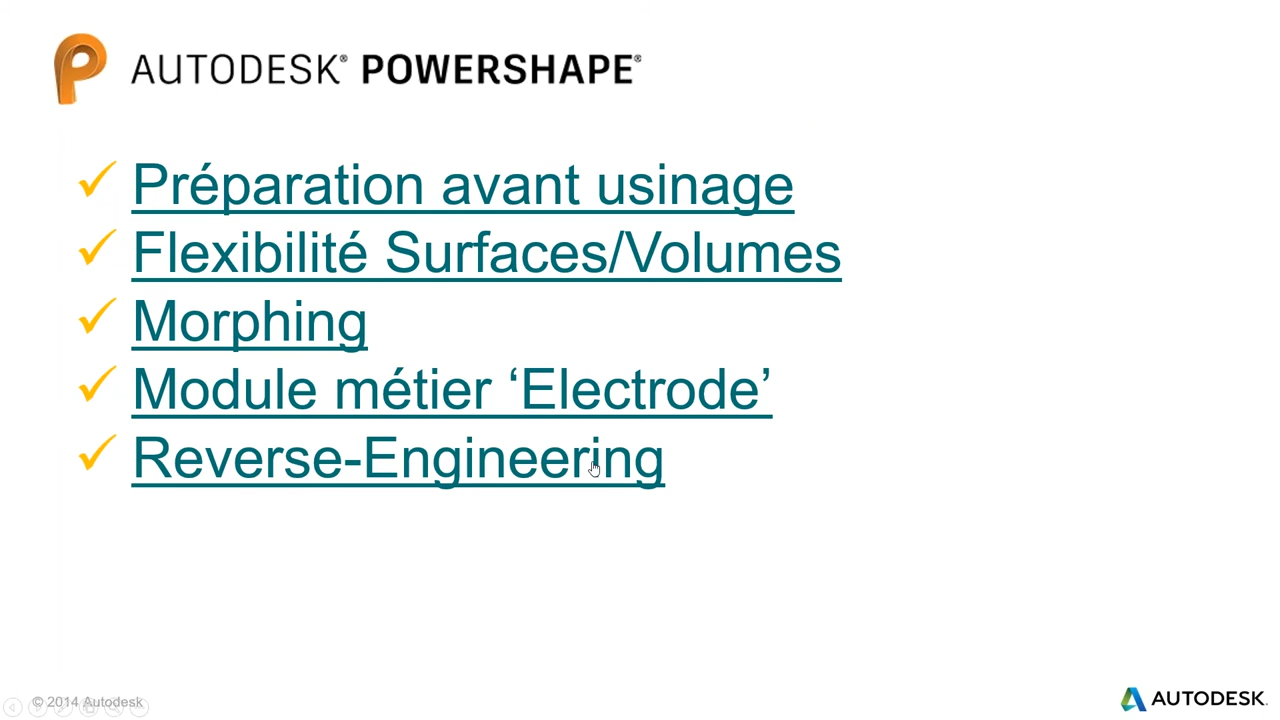 AUTODESK® POWERSHAPE®
✓ Préparation avant usinage
✓ Flexibilité Surfaces/Volumes
✓ Morphing
✓ Module métier ‘Electrode’
✓ Reverse-Engineering
© 2014 Autodesk
AUTODESK.